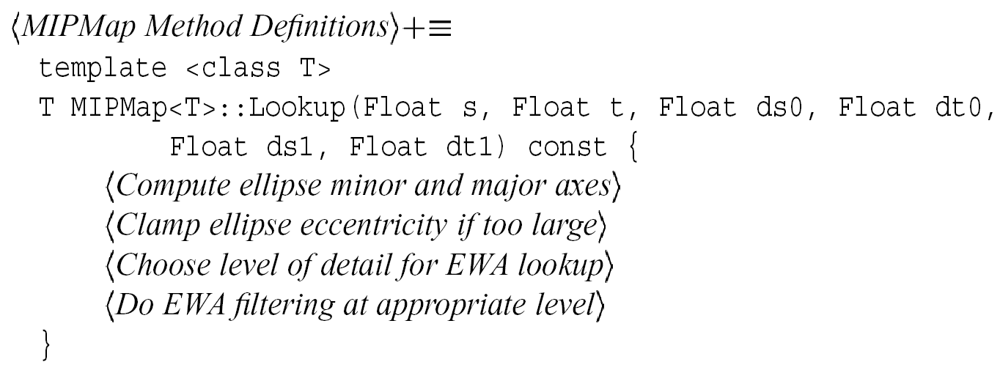 ⟨MIPMap Method Definitions⟩+≡
template <class T>
T MIPMap<T>::Lookup(Float s, Float t, Float ds0, Float dt0,
Float ds1, Float dt1) const {
⟨Compute ellipse minor and major axes⟩
⟨Clamp ellipse eccentricity if too large⟩
⟨Choose level of detail for EWA lookup⟩
⟨Do EWA filtering at appropriate level⟩
}